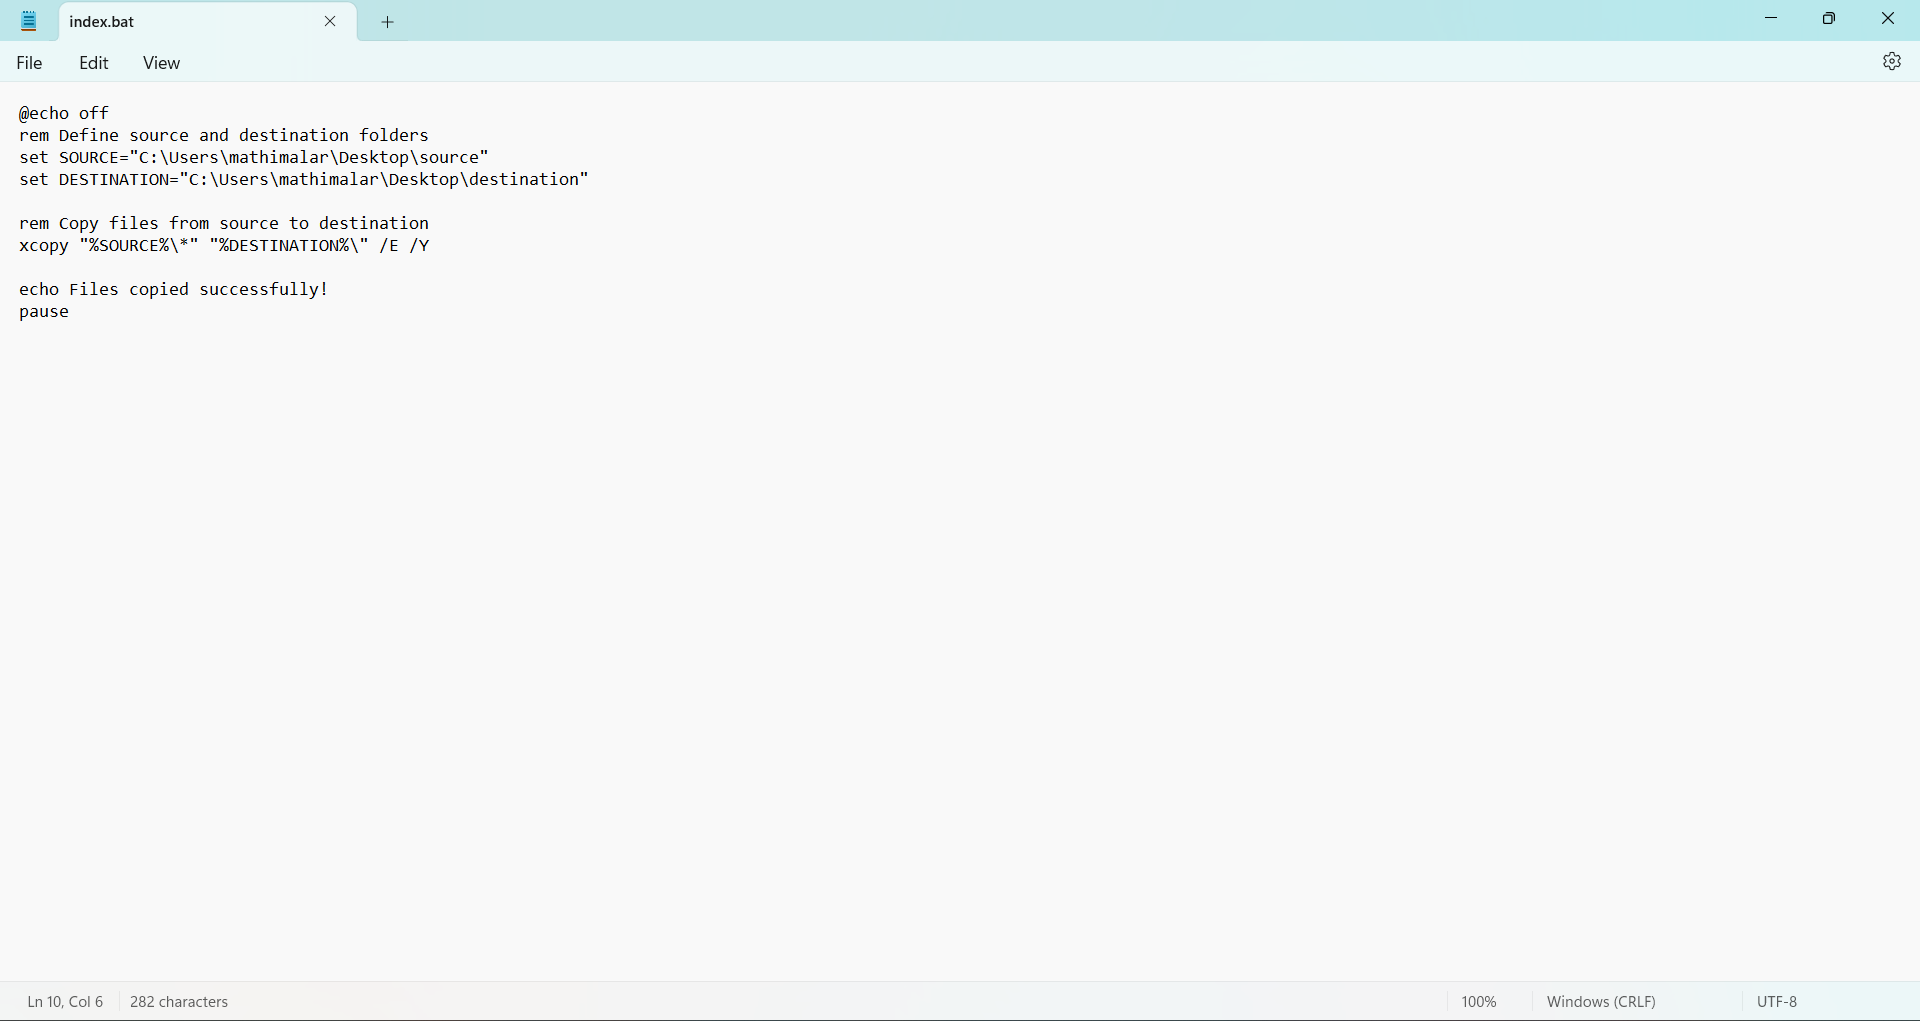 index.bat
File Edit View
@echo off
rem Define source and destination folders
set SOURCE="C:\Users\mathimalar\Desktop\source"
set DESTINATION="C:\Users\mathimalar\Desktop\destination"

rem Copy files from source to destination
xcopy "%SOURCE%\*" "%DESTINATION%\" /E /Y

echo Files copied successfully!
pause
Ln 10, Col 6 282 characters 100% Windows (CRLF) UTF-8